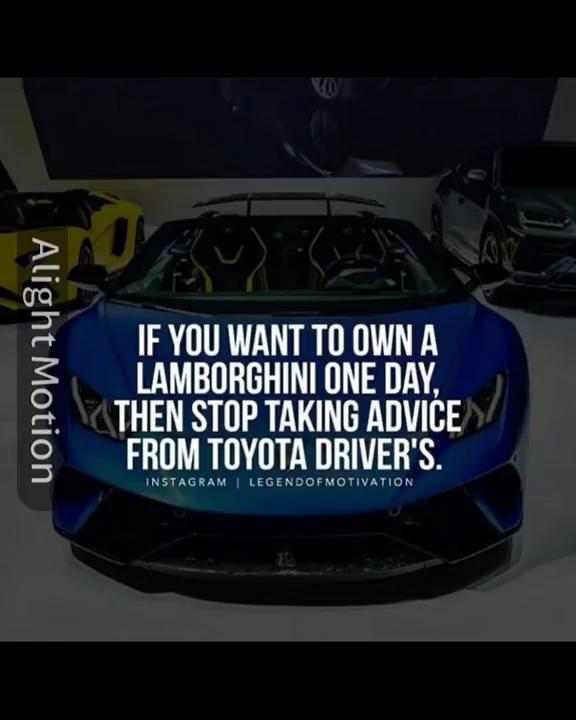 IF YOU WANT TO OWN A
LAMBORGHINI ONE DAY,
THEN STOP TAKING ADVICE
FROM TOYOTA DRIVER'S.
INSTAGRAM | LEGENDOFMOTIVATION
Alight Motion